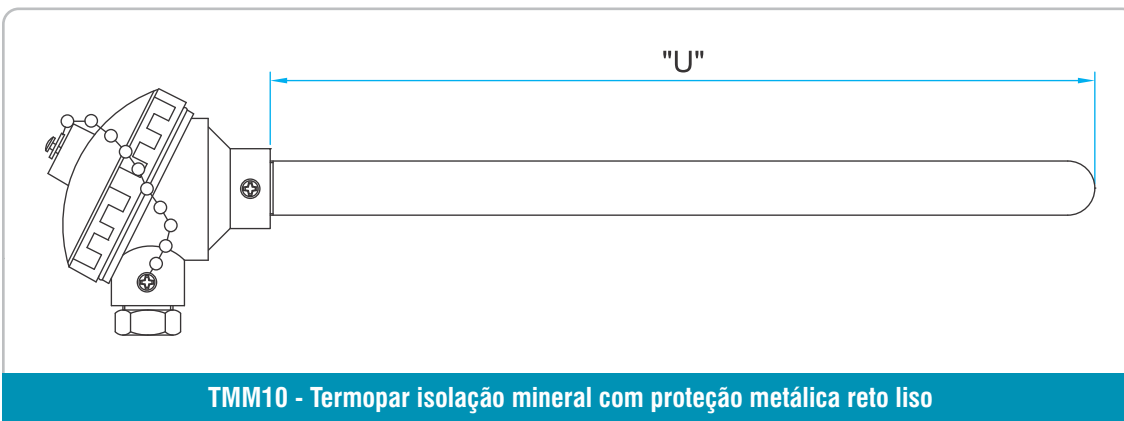 "U"
TMM10 - Termopar isolação mineral com proteção metálica reto liso